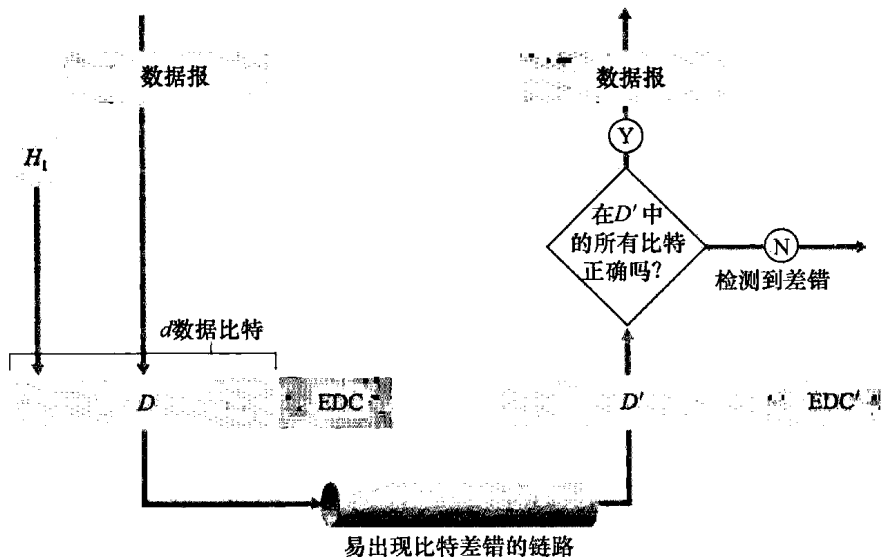 数据报
数据报
Y
H₁
在D′中
的所有比特
正确吗?
N
检测到差错
d数据比特
D
EDC
D′
EDC′
易出现比特差错的链路